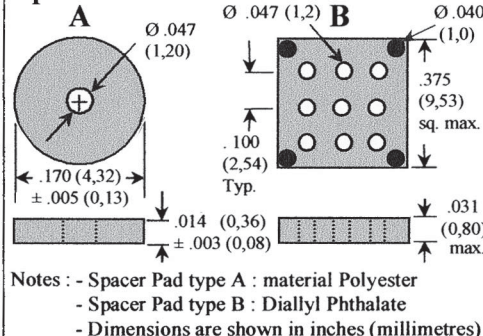 A
Ø .047
(1,20)
.170 (4,32)
± .005 (0,13)
.014 (0,36)
± .003 (0,08)
Ø .047 (1,2)
B
Ø .040
(1,0)
.375
(9,53)
sq. max.
.100
(2,54)
Typ.
.031
(0,80)
max.
Notes : - Spacer Pad type A : material Polyester
- Spacer Pad type B : Diallyl Phthalate
- Dimensions are shown in inches (millimetres)